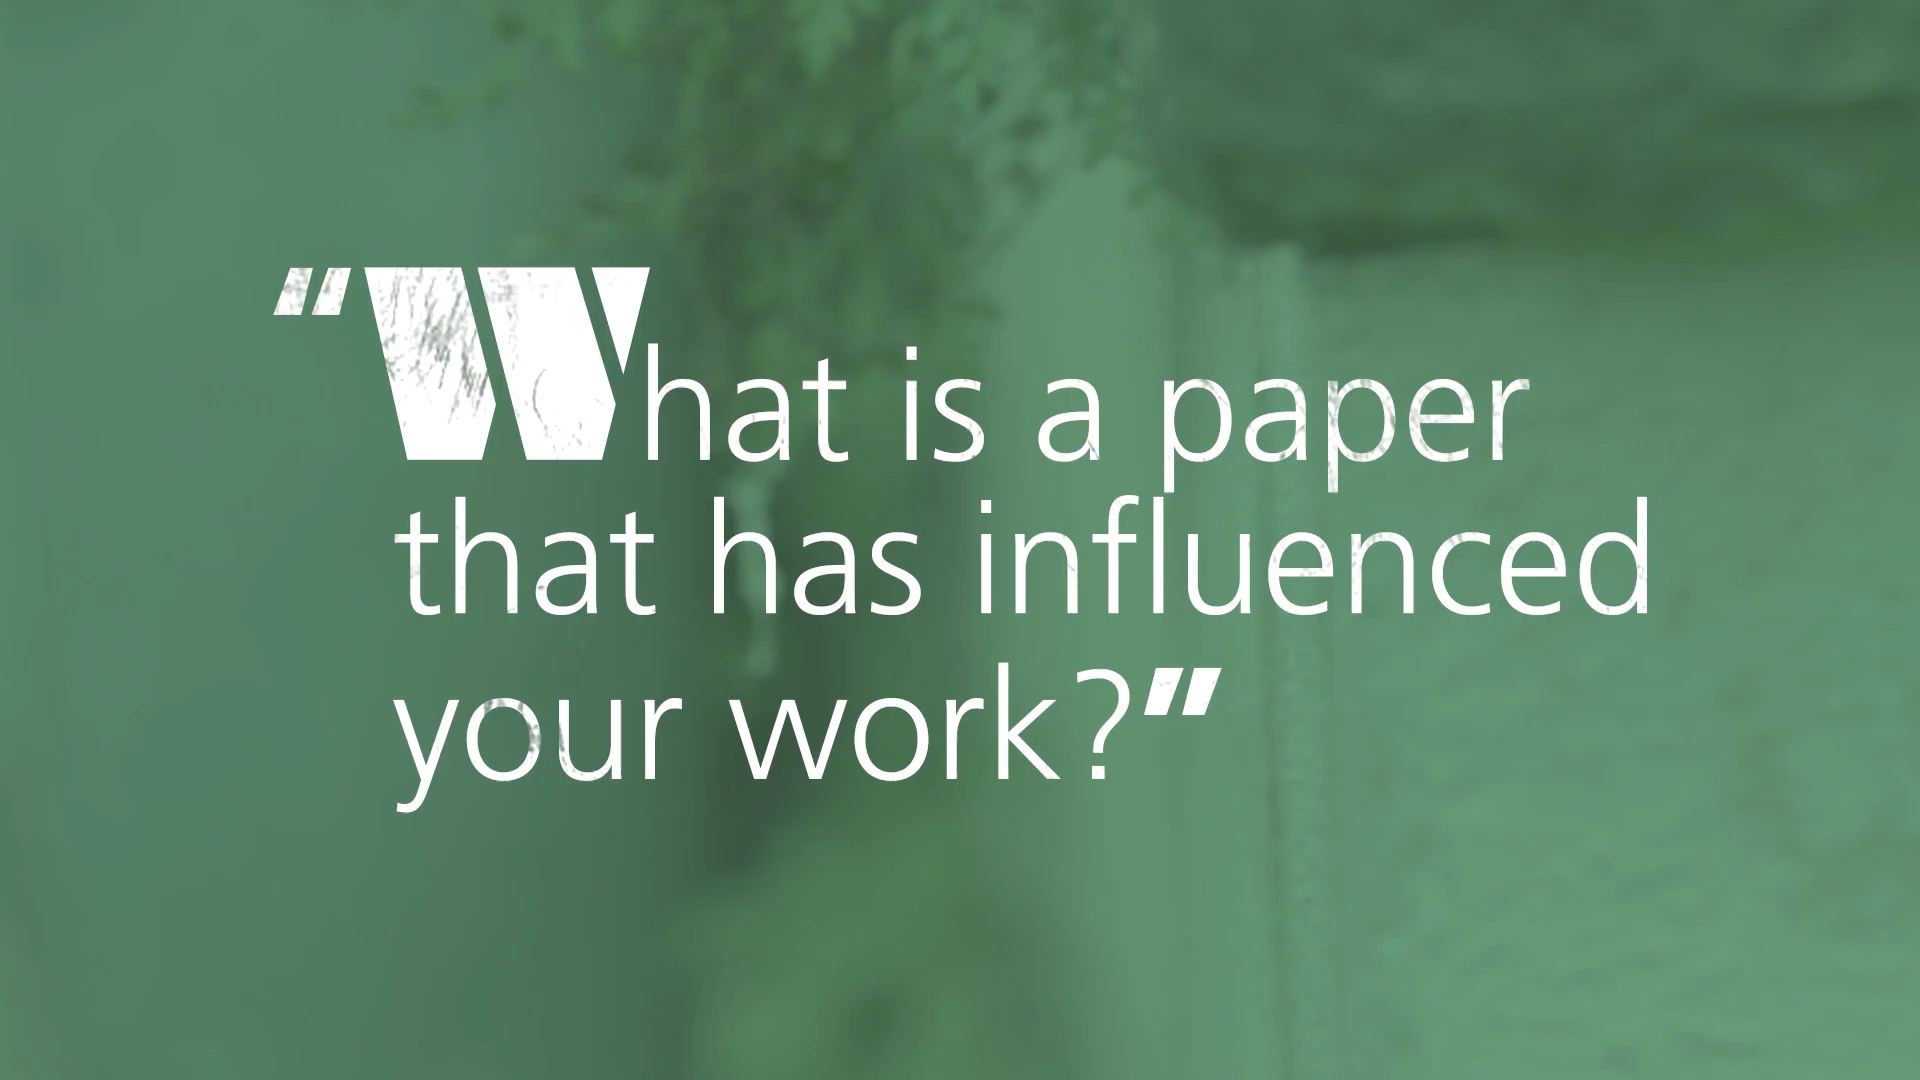 “What is a paper
that has influenced
your work?”